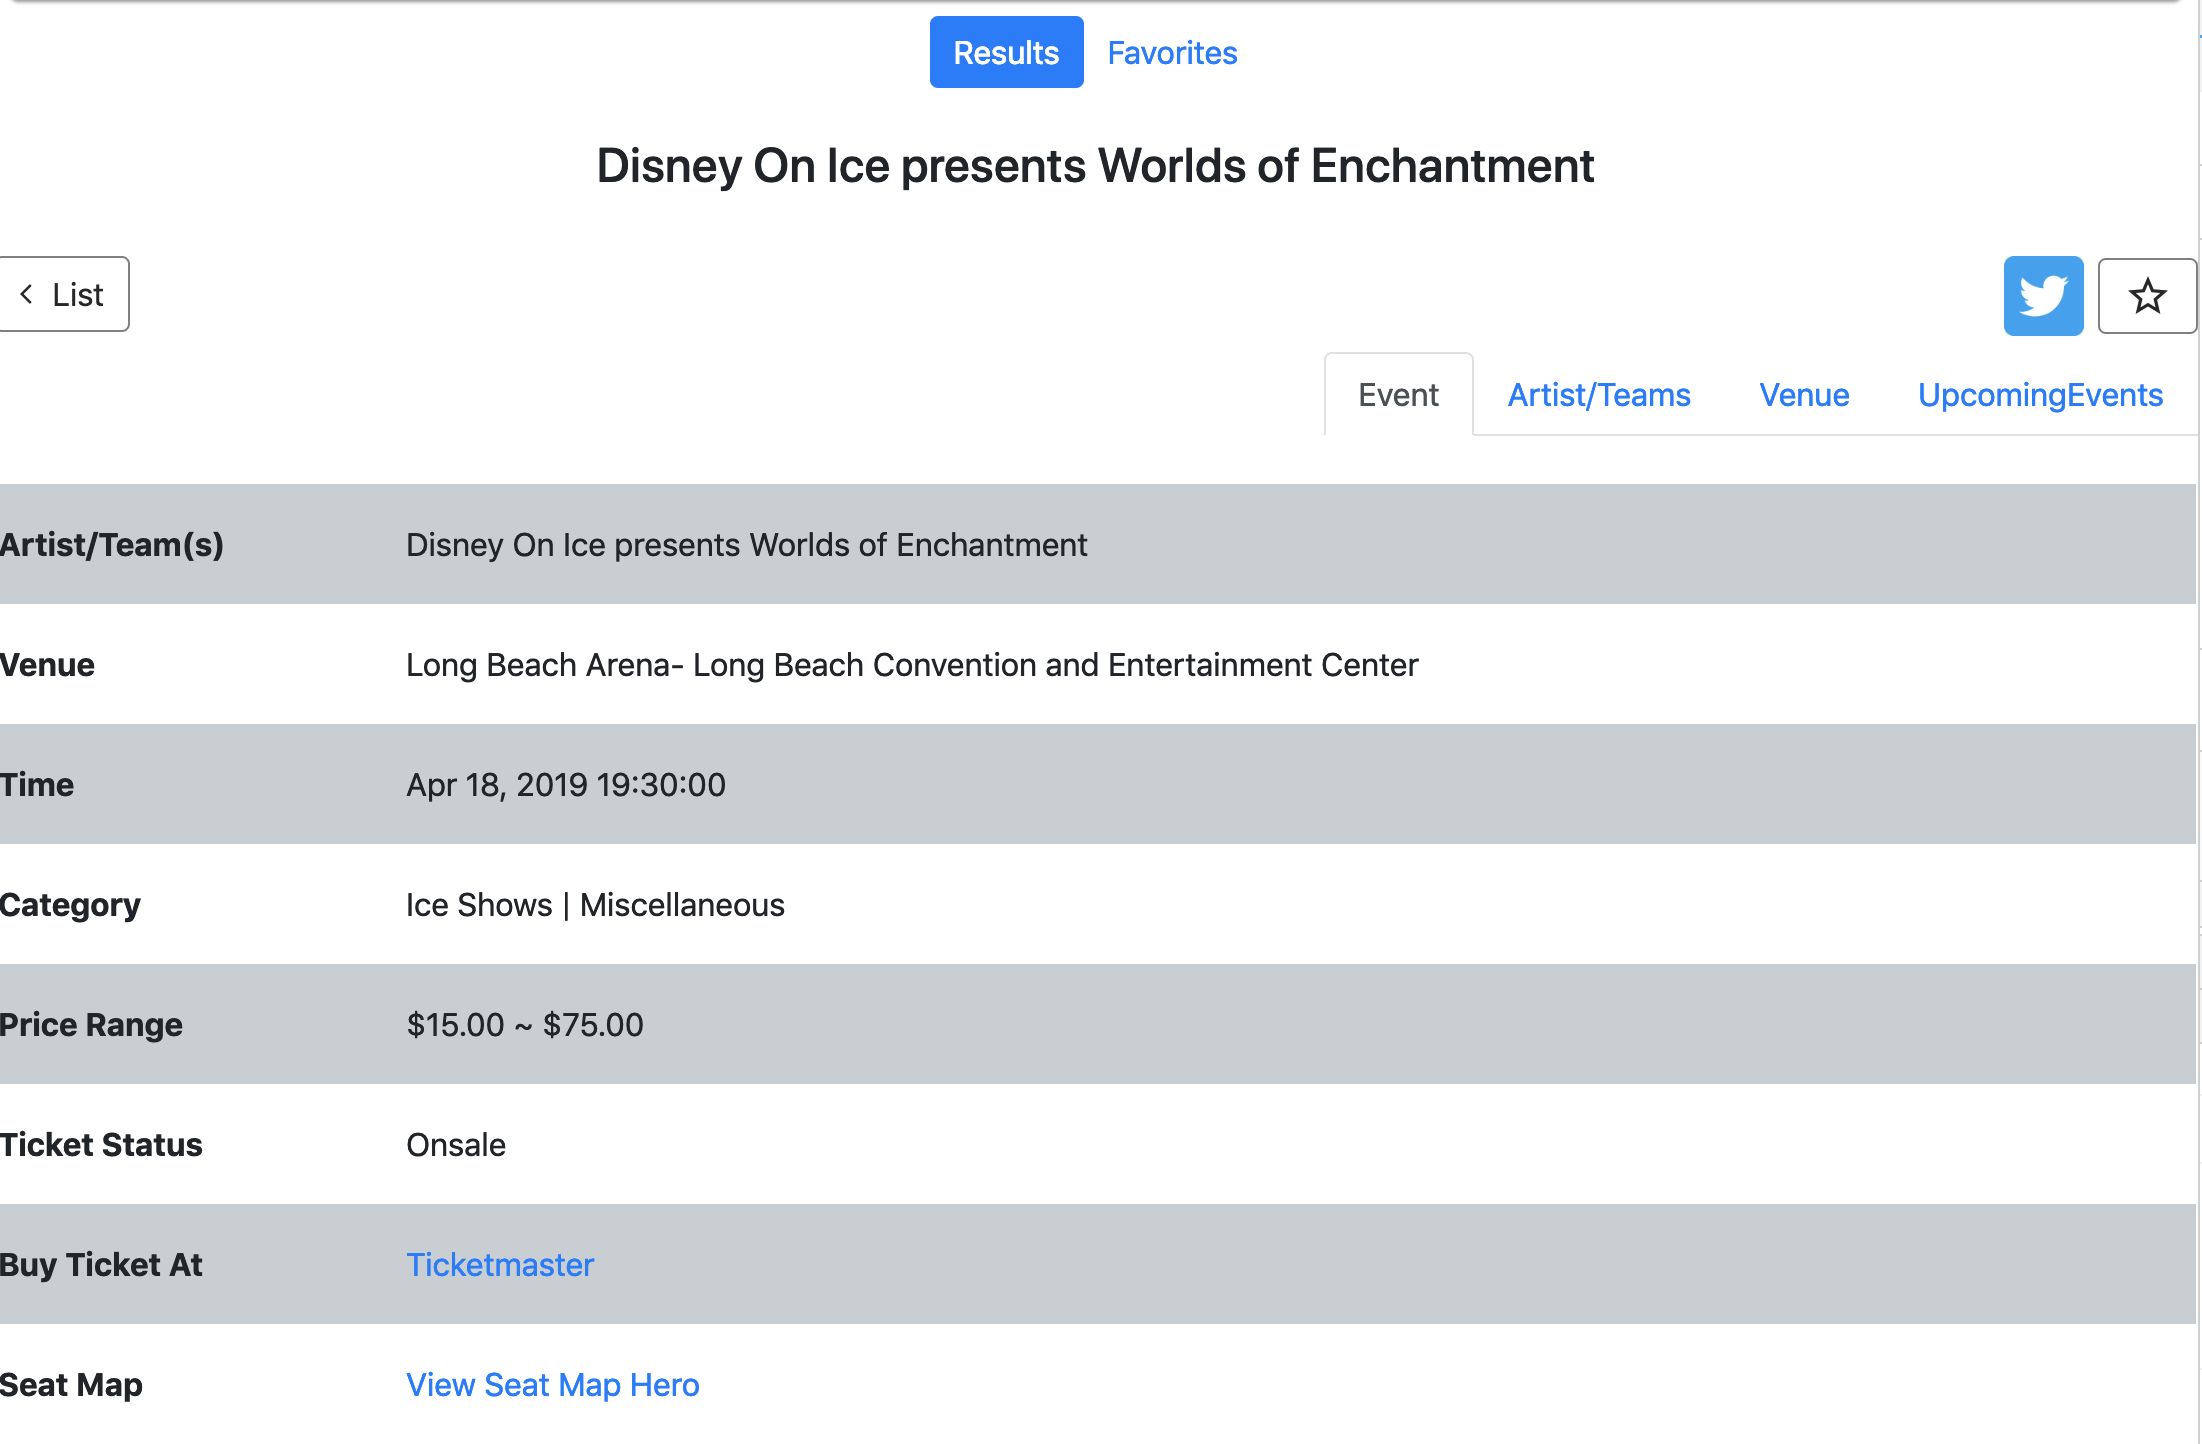 Results Favorites
Disney On Ice presents Worlds of Enchantment
List
Event Artist/Teams Venue UpcomingEvents
Artist/Team(s) Disney On Ice presents Worlds of Enchantment
Venue Long Beach Arena- Long Beach Convention and Entertainment Center
Time Apr 18, 2019 19:30:00
Category Ice Shows | Miscellaneous
Price Range $15.00 ~ $75.00
Ticket Status Onsale
Buy Ticket At Ticketmaster
Seat Map View Seat Map Hero